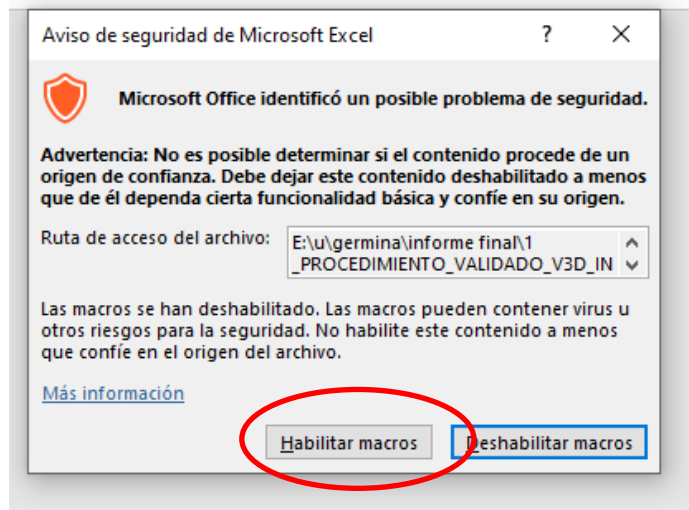 Aviso de seguridad de Microsoft Excel
?
Microsoft Office identificó un posible problema de seguridad.
Advertencia: No es posible determinar si el contenido procede de un
origen de confianza. Debe dejar este contenido deshabilitado a menos
que de él dependa cierta funcionalidad básica y confíe en su origen.
Ruta de acceso del archivo:
E:\u\germina\informe final\1
_PROCEDIMIENTO_VALIDADO_V3D_IN
Las macros se han deshabilitado. Las macros pueden contener virus u
otros riesgos para la seguridad. No habilite este contenido a menos
que confíe en el origen del archivo.
Más información
Habilitar macros
Deshabilitar macros